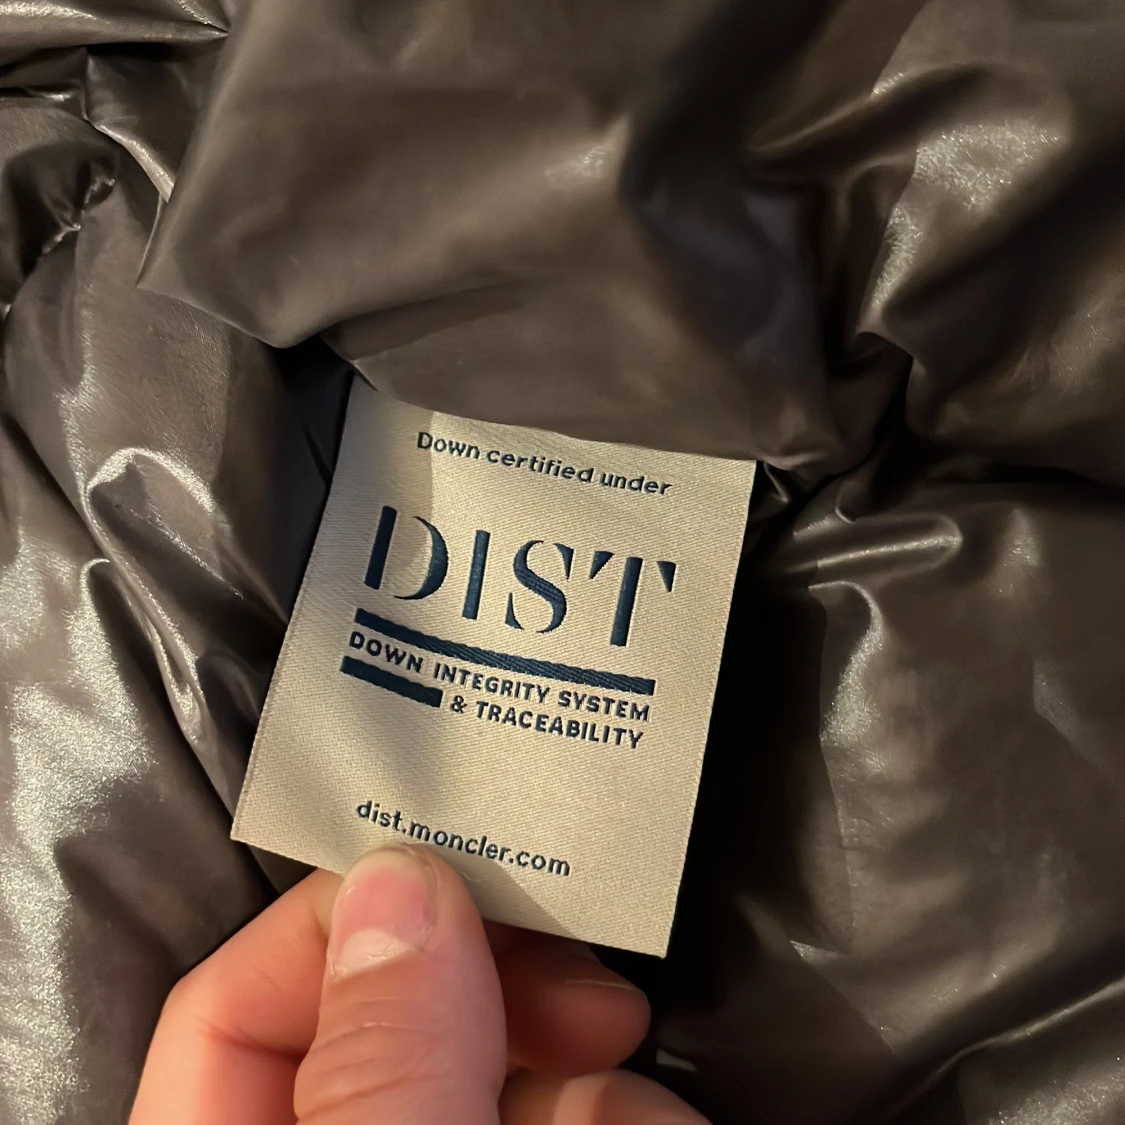 Down certified under
DIST
DOWN INTEGRITY SYSTEM
& TRACEABILITY
dist.moncler.com